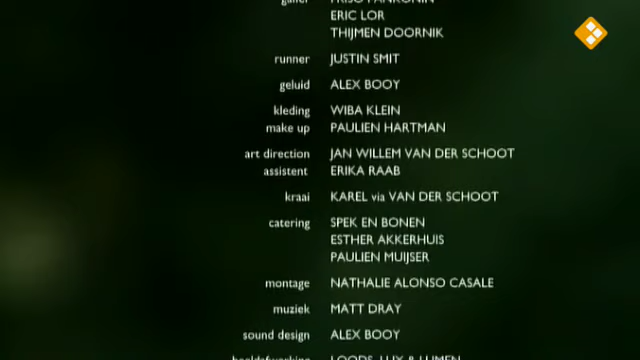 ERIC LOR
THIJMEN DOORNIK
runner JUSTIN SMIT
geluid ALEX BOOY
kleding WIBA KLEIN
make up PAULIEN HARTMAN
art direction JAN WILLEM VAN DER SCHOOT
assistent ERIKA RAAB
kraai KAREL via VAN DER SCHOOT
catering SPEK EN BONEN
ESTHER AKKERHUIS
PAULIEN MUIJSER
montage NATHALIE ALONSO CASALE
muziek MATT DRAY
sound design ALEX BOOY